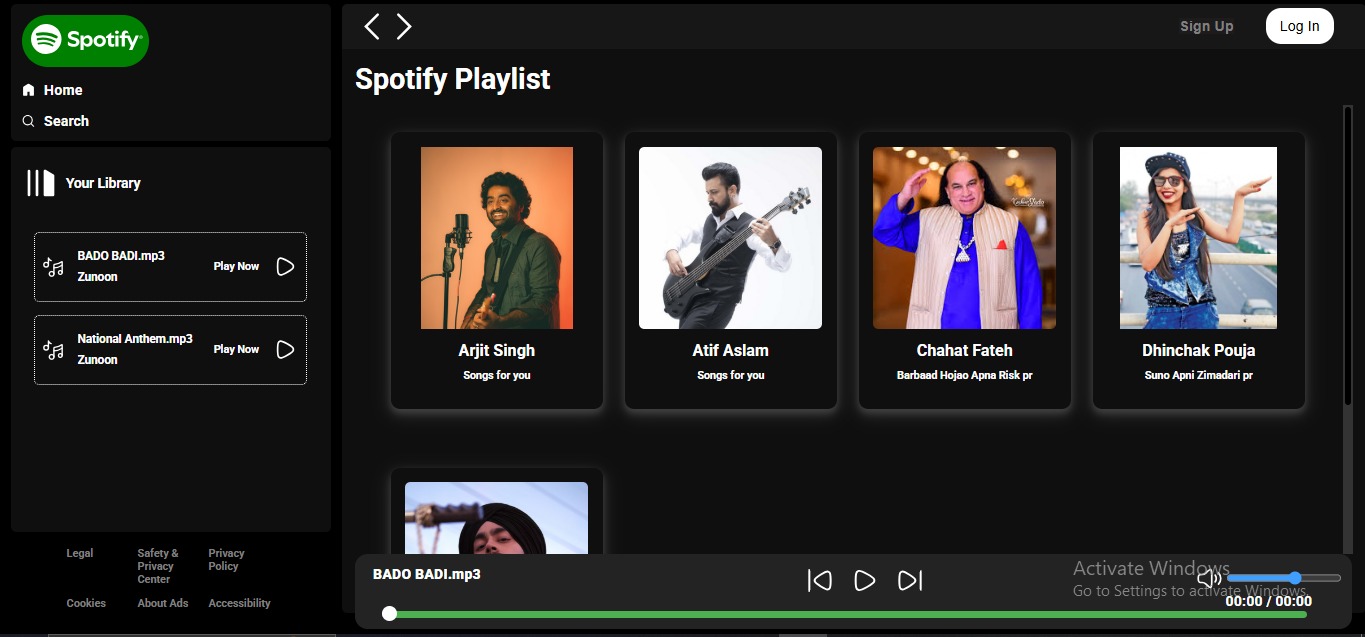 Spotify
Home
Search
Your Library
BADO BADI.mp3
Zunoon
Play Now
National Anthem.mp3
Zunoon
Play Now
Legal
Safety &
Privacy
Center
Privacy
Policy
Cookies
About Ads
Accessibility
Sign Up
Log In
Spotify Playlist
Arjit Singh
Songs for you
Atif Aslam
Songs for you
Chahat Fateh
Barbaad Hojao Apna Risk pr
Dhinchak Pouja
Suno Apni Zimadari pr
BADO BADI.mp3
Activate Windows
Go to Settings to activate Windows.
00:00 / 00:00